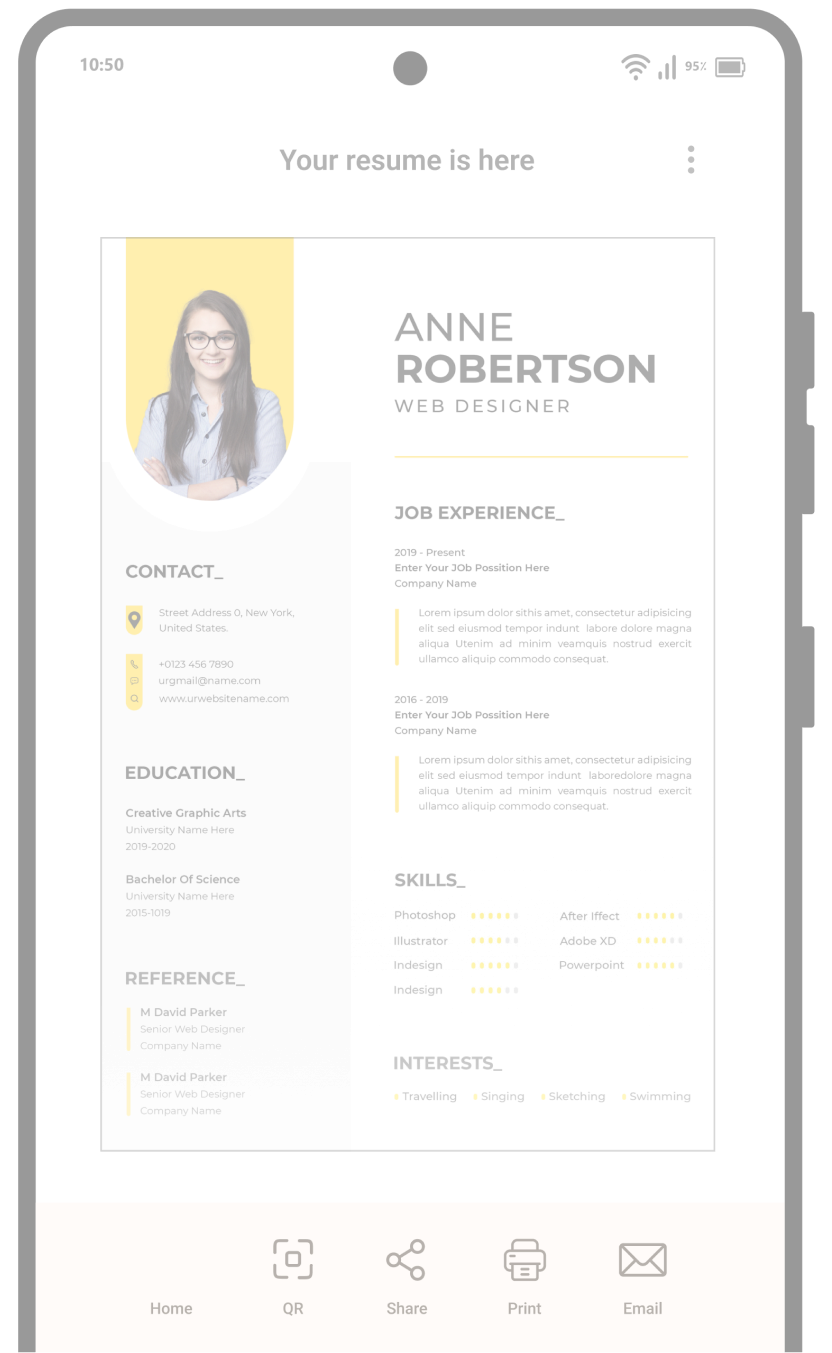 10:50
95%
Your resume is here
ANNE
ROBERTSON
WEB DESIGNER
CONTACT_
Street Address 0, New York,
United States.
+0123 456 7890
urgmail@name.com
www.urwebsitename.com
EDUCATION_
Creative Graphic Arts
University Name Here
2019-2020
Bachelor Of Science
University Name Here
2015-1019
REFERENCE_
M David Parker
Senior Web Designer
Company Name
M David Parker
Senior Web Designer
Company Name
JOB EXPERIENCE_
2019 - Present
Enter Your JOb Possition Here
Company Name
Lorem ipsum dolor sithis amet, consectetur adipisicing
elit sed eiusmod tempor indunt labore dolore magna
aliqua Utenim ad minim veamquis nostrud exercit
ullamco aliquip commodo consequat.
2016 - 2019
Enter Your JOb Possition Here
Company Name
Lorem ipsum dolor sithis amet, consectetur adipisicing
elit sed eiusmod tempor indunt laboredolore magna
aliqua Utenim ad minim veamquis nostrud exercit
ullamco aliquip commodo consequat.
SKILLS_
Photoshop After Iffect
Illustrator Adobe XD
Indesign Powerpoint
Indesign
INTERESTS_
Travelling Singing Sketching Swimming
Home QR Share Print Email